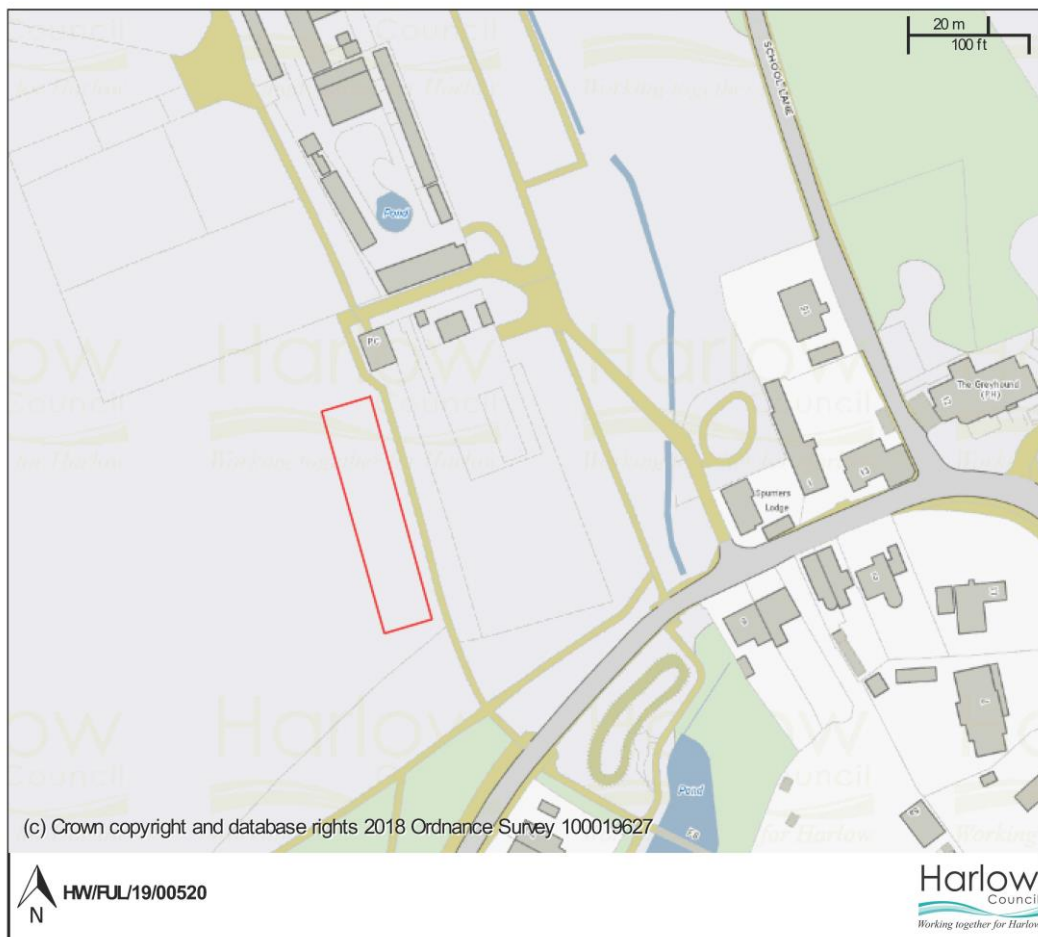 20 m
100 ft
SCHOOL LANE
Pond
PC
The Greyhound
(PH)
Spurriers
Lodge
Pond
(c) Crown copyright and database rights 2018 Ordnance Survey 100019627
N
HW/FUL/19/00520
Harlow
Council
Working together for Harlow